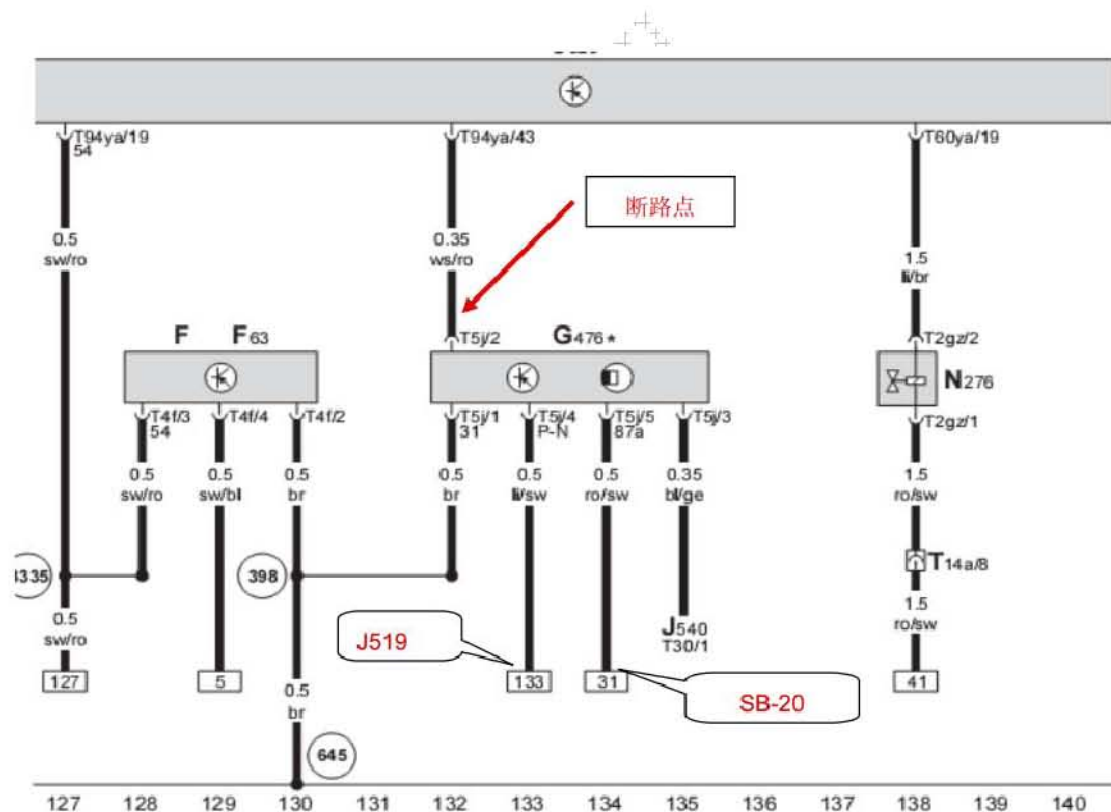 T94ya/19
54
T94ya/43
T60ya/19
断路点
0.5
sw/ro
0.35
ws/ro
1.5
li/br
F F63
T5j/2
G476*
T2gz/2
N276
T4f/3
54
T4f/4
T4f/2
T5j/1
31
T5j/4
P-N
T5j/5
87a
T5j/3
T2gz/1
0.5
sw/ro
0.5
sw/bl
0.5
br
0.5
br
0.5
li/sw
0.5
ro/sw
0.35
bl/ge
1.5
ro/sw
398
T14a/8
0.5
sw/ro
J519
J540
T30/1
1.5
ro/sw
127
5
133
31
41
0.5
br
SB-20
645
127 128 129 130 131 132 133 134 135 136 137 138 139 140